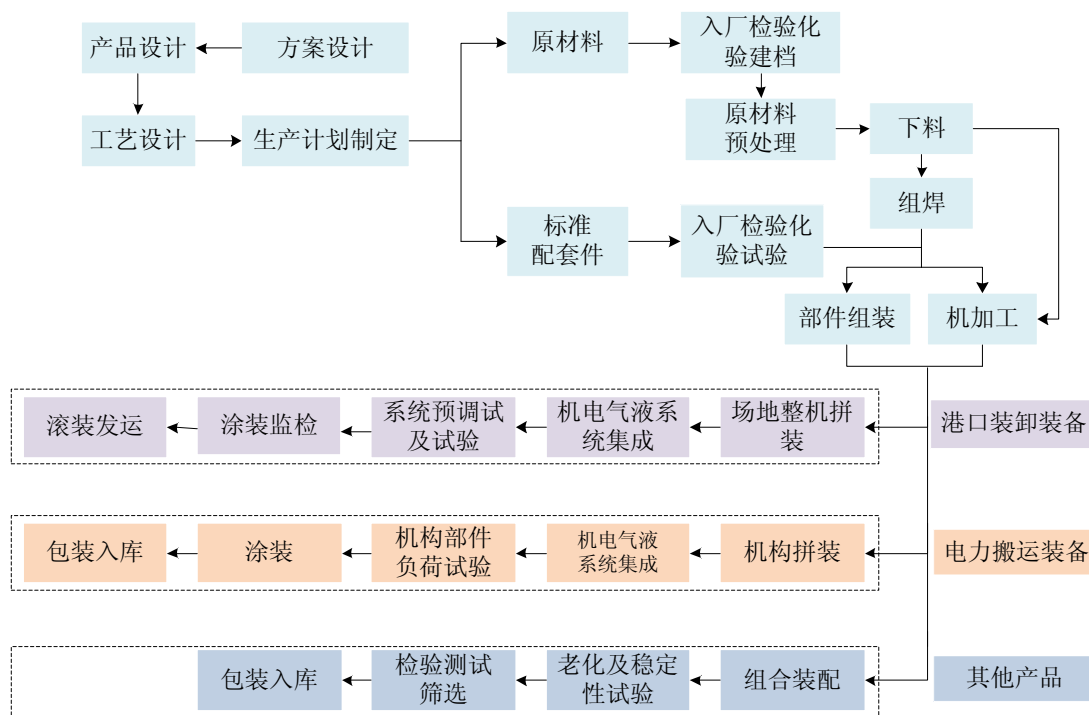 产品设计
方案设计
原材料
入厂检验化
验建档
工艺设计
生产计划制定
原材料
预处理
下料
组焊
标准
配套件
入厂检验化
验试验
部件组装
机加工
滚装发运
涂装监检
系统预调试
及试验
机电气液系
统集成
场地整机拼
装
港口装卸装备
包装入库
涂装
机构部件
负荷试验
机电气液
系统集成
机构拼装
电力搬运装备
包装入库
检验测试
筛选
老化及稳定
性试验
组合装配
其他产品